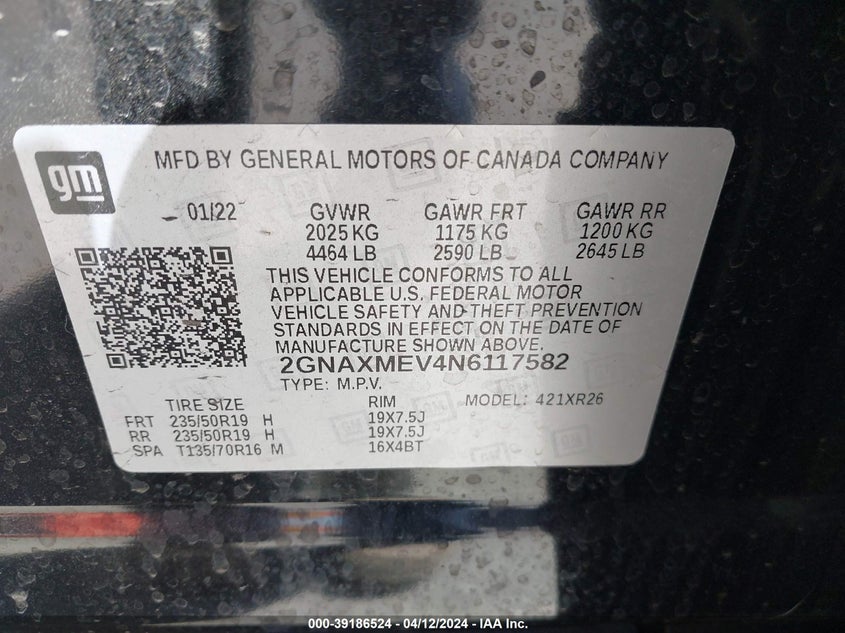 gm
MFD BY GENERAL MOTORS OF CANADA COMPANY
01/22 GVWR GAWR FRT GAWR RR
2025 KG 1175 KG 1200 KG
4464 LB 2590 LB 2645 LB
THIS VEHICLE CONFORMS TO ALL
APPLICABLE U.S. FEDERAL MOTOR
VEHICLE SAFETY AND THEFT PREVENTION
STANDARDS IN EFFECT ON THE DATE OF
MANUFACTURE SHOWN ABOVE.
2GNAXMEV4N6117582
TYPE: M.P.V. MODEL: 421XR26
TIRE SIZE RIM
FRT 235/50R19 H 19X7.5J
RR 235/50R19 H 19X7.5J
SPA T135/70R16 M 16X4BT
000-39186524 - 04/12/2024 - IAA Inc.